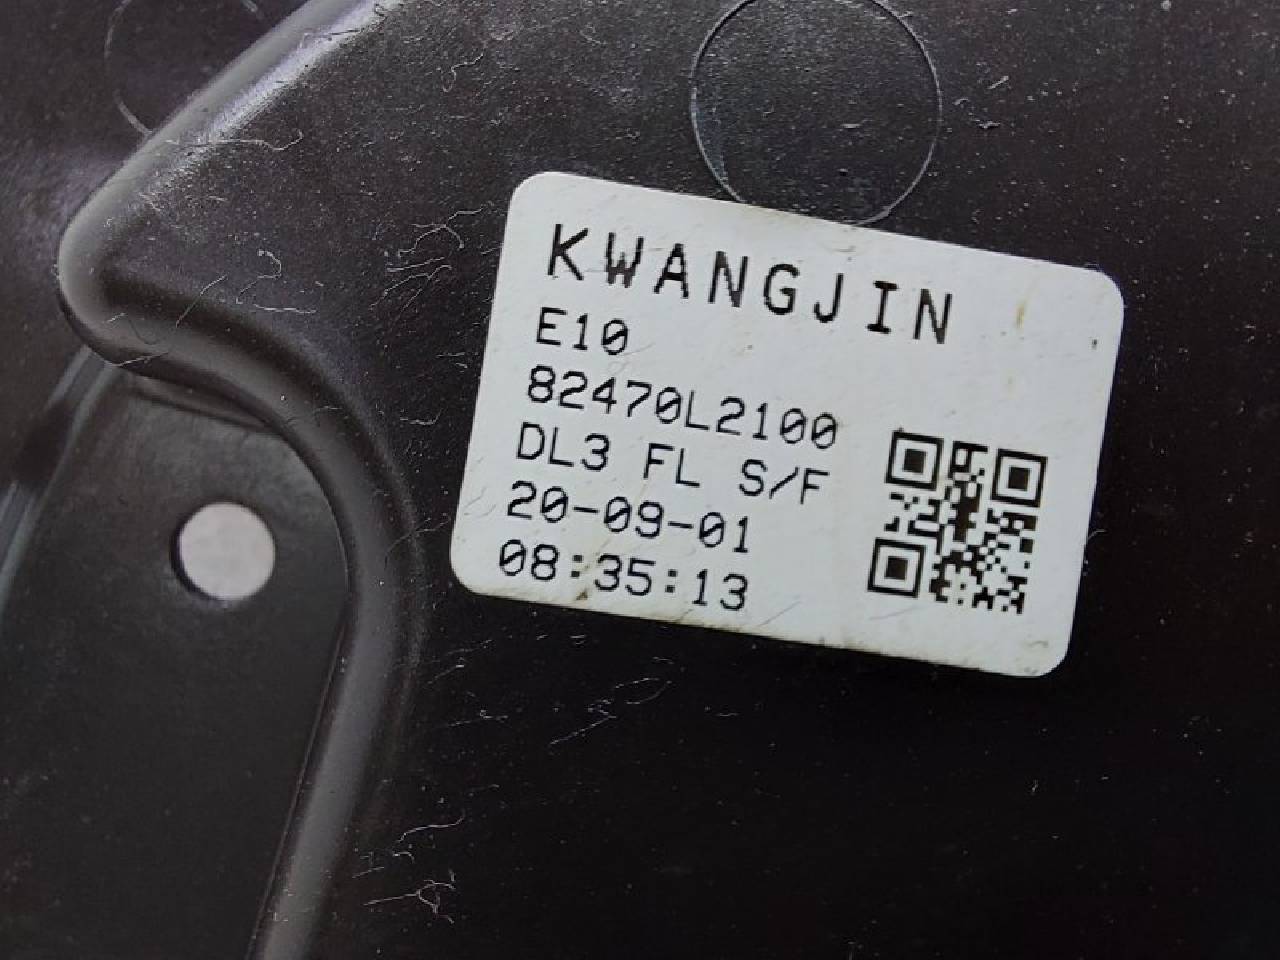 KWANGJIN
E10
82470L2100
DL3 FL S/F
20-09-01
08:35:13